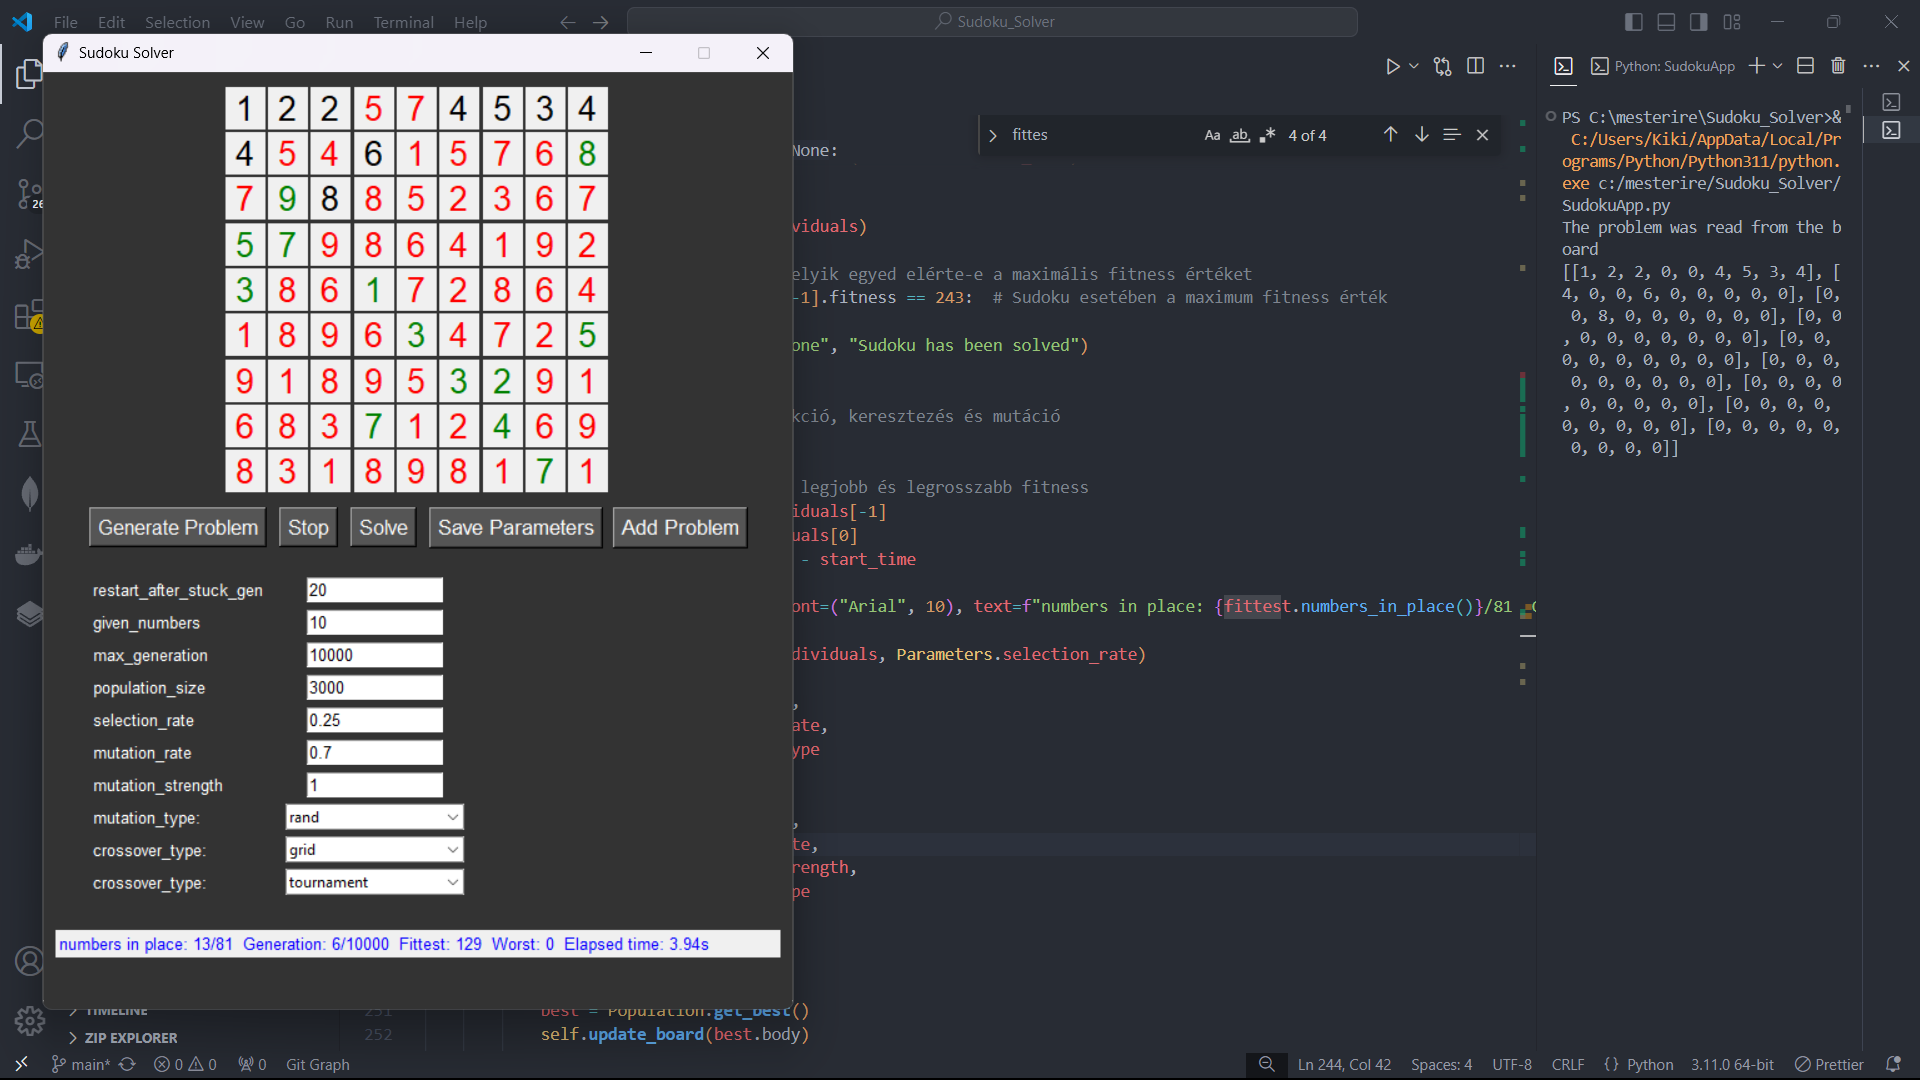 File Edit Selection View Go Run Terminal Help
Sudoku_Solver
Sudoku Solver
1 2 2 5 7 4 5 3 4
4 5 4 6 1 5 7 6 8
7 9 8 8 5 2 3 6 7
5 7 9 8 6 4 1 9 2
3 8 6 1 7 2 8 6 4
1 8 9 6 3 4 7 2 5
9 1 8 9 5 3 2 9 1
6 8 3 7 1 2 4 6 9
8 3 1 8 9 8 1 7 1
Generate Problem Stop Solve Save Parameters Add Problem
restart_after_stuck_gen 20
given_numbers 10
max_generation 10000
population_size 3000
selection_rate 0.25
mutation_rate 0.7
mutation_strength 1
mutation_type: rand
crossover_type: grid
crossover_type: tournament
numbers in place: 13/81 Generation: 6/10000 Fittest: 129 Worst: 0 Elapsed time: 3.94s
26
TIMELINE
ZIP EXPLORER
fittes Aa ab 4 of 4
None:
viduals)
elyik egyed elérte-e a maximális fitness értéket
-1].fitness == 243: # Sudoku esetében a maximum fitness érték
one", "Sudoku has been solved")
kció, keresztezés és mutáció
legjobb és legrosszabb fitness
iduals[-1]
uals[0]
- start_time
ont=("Arial", 10), text=f"numbers in place: {fittest.numbers_in_place()}/81
dividuals, Parameters.selection_rate)
,
ate,
ype
,
te,
rength,
pe
251 best = Population.get_best()
252 self.update_board(best.body)
Python: SudokuApp
PS C:\mesterire\Sudoku_Solver>&
C:/Users/Kiki/AppData/Local/Pr
ograms/Python/Python311/python.
exe c:/mesterire/Sudoku_Solver/
SudokuApp.py
The problem was read from the b
oard
[[1, 2, 2, 0, 0, 4, 5, 3, 4], [
4, 0, 0, 6, 0, 0, 0, 0, 0], [0,
0, 8, 0, 0, 0, 0, 0, 0], [0, 0
, 0, 0, 0, 0, 0, 0, 0], [0, 0,
0, 0, 0, 0, 0, 0, 0], [0, 0, 0,
0, 0, 0, 0, 0, 0], [0, 0, 0, 0
, 0, 0, 0, 0, 0], [0, 0, 0, 0,
0, 0, 0, 0, 0], [0, 0, 0, 0, 0,
0, 0, 0, 0]]
main* 0 0 0 Git Graph
Ln 244, Col 42 Spaces: 4 UTF-8 CRLF {} Python 3.11.0 64-bit Prettier